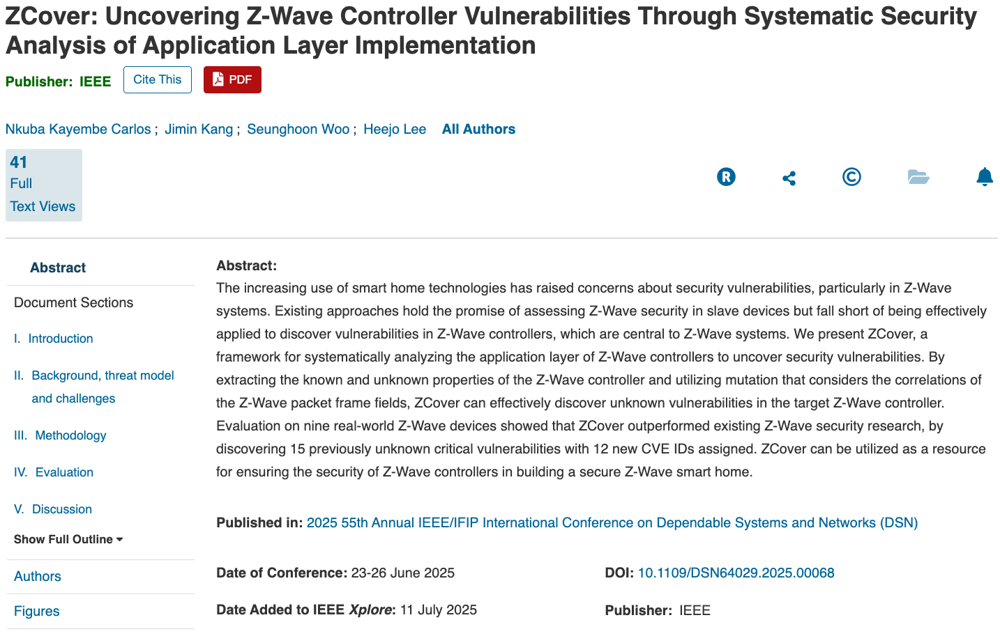 ZCover: Uncovering Z-Wave Controller Vulnerabilities Through Systematic Security
Analysis of Application Layer Implementation
Publisher: IEEE
Cite This
PDF
Nkuba Kayembe Carlos ; Jimin Kang ; Seunghoon Woo ; Heejo Lee All Authors
41
Full
Text Views
R
©
Abstract
Document Sections
I. Introduction
II. Background, threat model
and challenges
III. Methodology
IV. Evaluation
V. Discussion
Show Full Outline
Authors
Figures
Abstract:
The increasing use of smart home technologies has raised concerns about security vulnerabilities, particularly in Z-Wave
systems. Existing approaches hold the promise of assessing Z-Wave security in slave devices but fall short of being effectively
applied to discover vulnerabilities in Z-Wave controllers, which are central to Z-Wave systems. We present ZCover, a
framework for systematically analyzing the application layer of Z-Wave controllers to uncover security vulnerabilities. By
extracting the known and unknown properties of the Z-Wave controller and utilizing mutation that considers the correlations of
the Z-Wave packet frame fields, ZCover can effectively discover unknown vulnerabilities in the target Z-Wave controller.
Evaluation on nine real-world Z-Wave devices showed that ZCover outperformed existing Z-Wave security research, by
discovering 15 previously unknown critical vulnerabilities with 12 new CVE IDs assigned. ZCover can be utilized as a resource
for ensuring the security of Z-Wave controllers in building a secure Z-Wave smart home.
Published in: 2025 55th Annual IEEE/IFIP International Conference on Dependable Systems and Networks (DSN)
Date of Conference: 23-26 June 2025
DOI: 10.1109/DSN64029.2025.00068
Date Added to IEEE Xplore: 11 July 2025
Publisher: IEEE